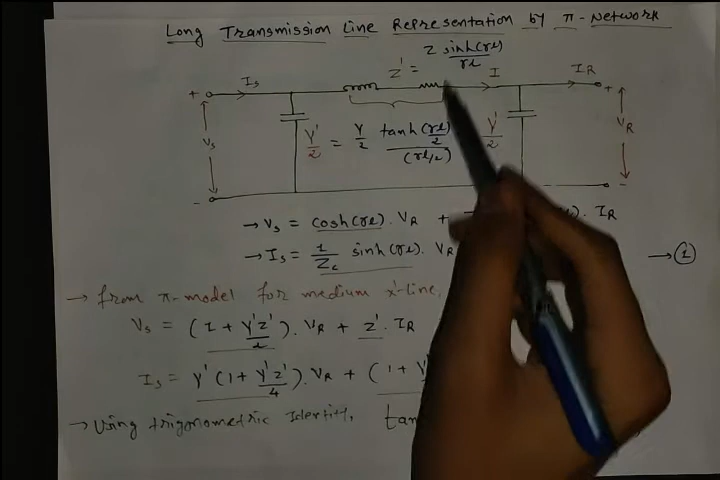 Long Transmission Line Representation by π-Network
Z' = Z sinh(γl) / γl
+ Is I IR +
Vs Y'/2 = Y/2 tanh(γl/2) / (γl/2) Y'/2 VR
- -
→ Vs = cosh(γl). VR + . IR
→ Is = 1/Zc sinh(γl). VR → 1
→ from π-model for medium x'-line,
Vs = (1 + Y'Z'/2). VR + Z'. IR
Is = Y' (1 + Y'Z'/4). VR + (1 + Y'
→ Using trigonometric Identity, tan